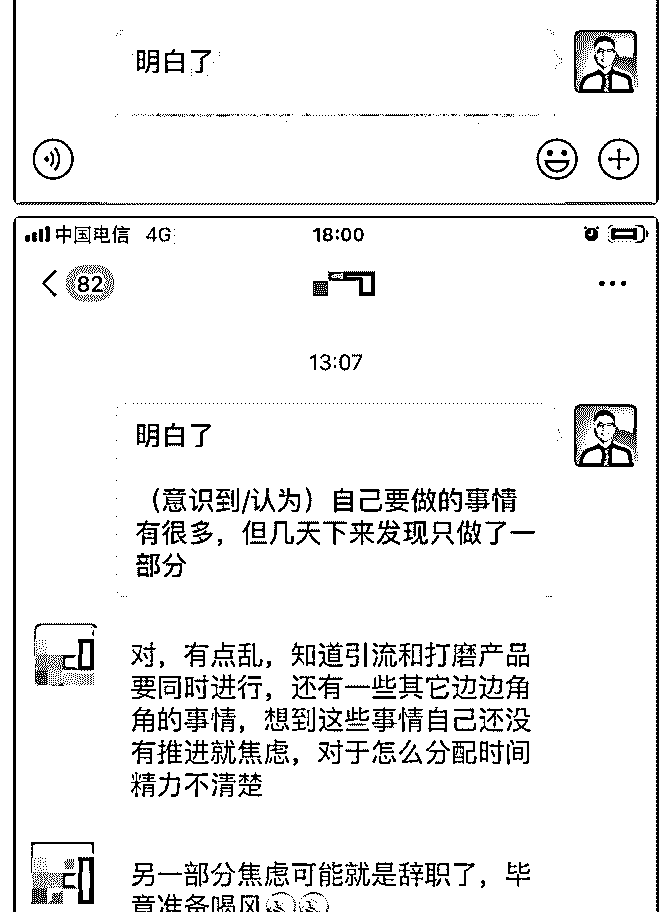 明白了
中国电信 4G
18:00
82
13:07
明白了
（意识到/认为）自己要做的事情
有很多，但几天下来发现只做了一
部分
对，有点乱，知道引流和打磨产品
要同时进行，还有一些其它边边角
角的事情，想到这些事情自己还没
有推进就焦虑，对于怎么分配时间
精力不清楚
另一部分焦虑可能就是辞职了，毕
竟准备喝风